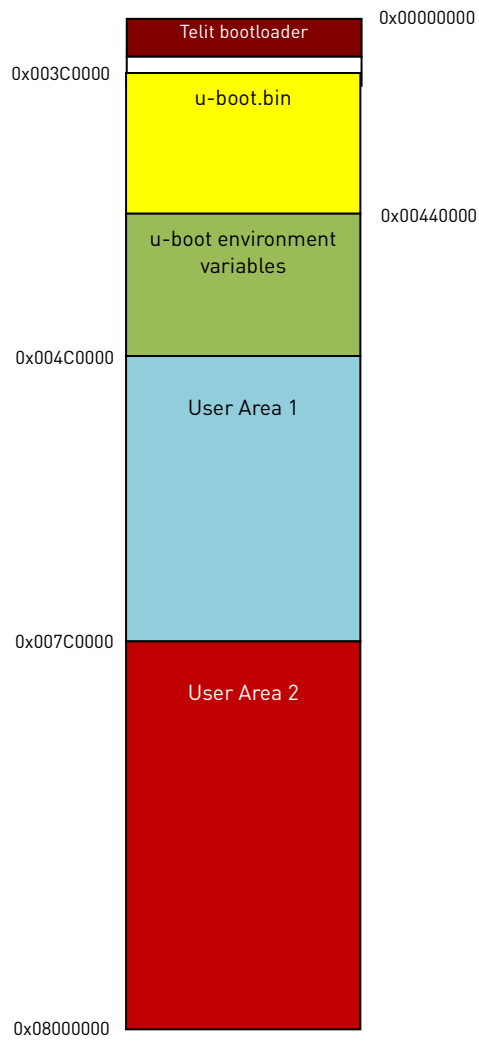 Telit bootloader
0x00000000
0x003C0000
u-boot.bin
0x00440000
u-boot environment
variables
0x004C0000
User Area 1
0x007C0000
User Area 2
0x08000000